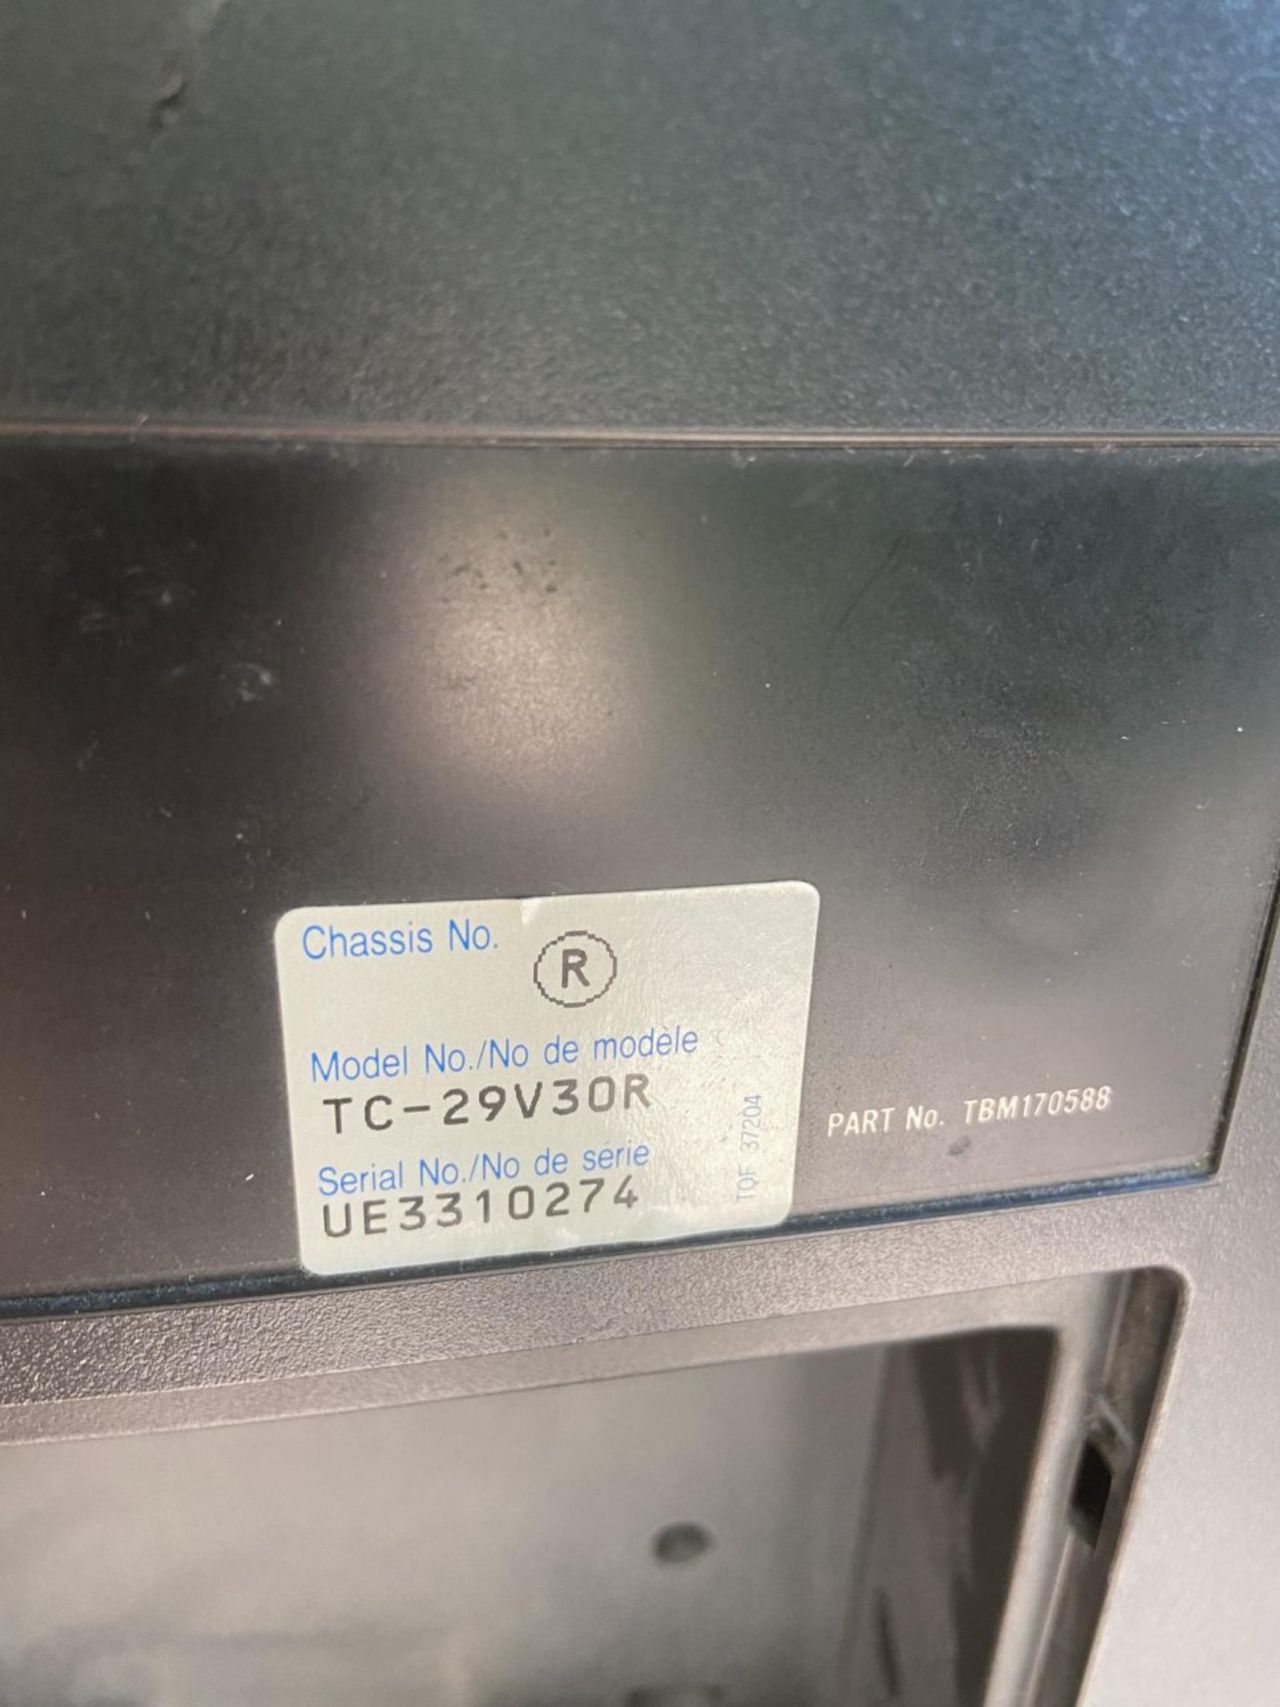 Chassis No.
R
Model No./No de modèle
TC-29V30R
Serial No./No de série
UE3310274
TQF 37204
PART No. TBM170588